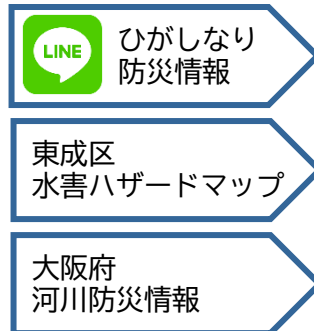 LINE
ひがしなり
防災情報
東成区
水害ハザードマップ
大阪府
河川防災情報